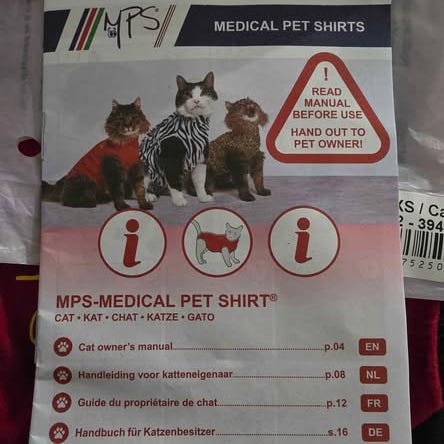 MPS®
MEDICAL PET SHIRTS
!
READ
MANUAL
BEFORE USE
HAND OUT TO
PET OWNER!
i
i
MPS-MEDICAL PET SHIRT®
CAT • KAT • CHAT • KATZE • GATO
Cat owner's manual p.04 EN
Handleiding voor katteneigenaar p.08 NL
Guide du propriétaire de chat p.12 FR
Handbuch für Katzenbesitzer s.16 DE